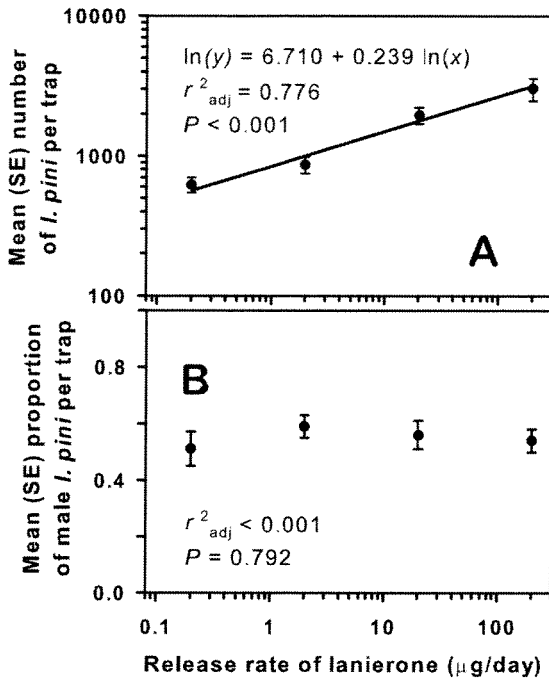 10000
1000
100
Mean (SE) number
of I. pini per trap
ln(y) = 6.710 + 0.239 ln(x)
r²adj = 0.776
P < 0.001
A
0.8
0.4
0.0
Mean (SE) proportion
of male I. pini per trap
B
r²adj < 0.001
P = 0.792
0.1 1 10 100
Release rate of lanierone (µg/day)